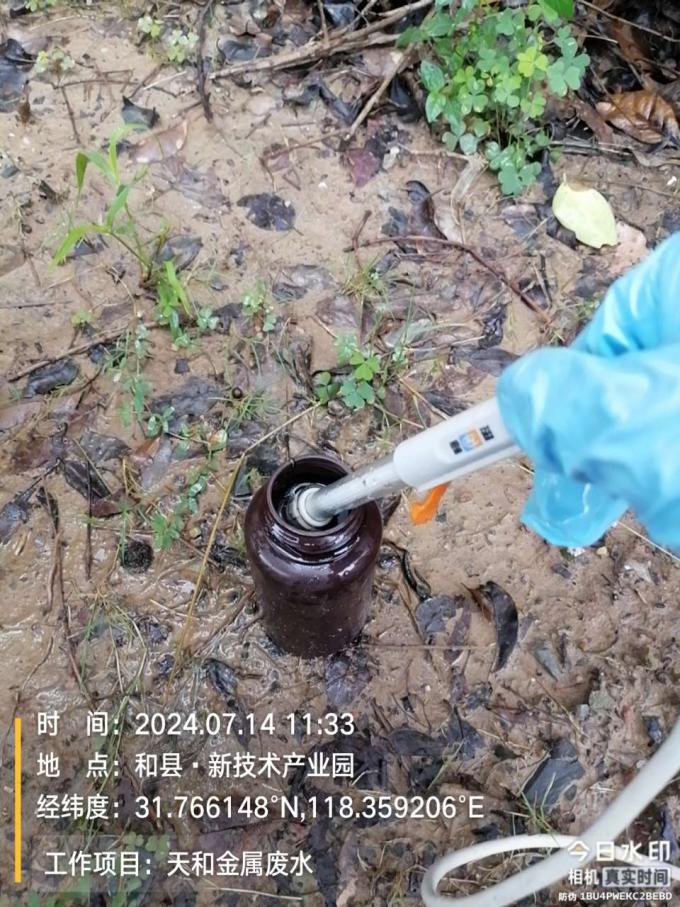 时 间：2024.07.14 11:33
地 点：和县·新技术产业园
经纬度：31.766148°N,118.359206°E
工作项目：天和金属废水
今日水印
相机 真实时间
防伪 1BU4PWEKC2BEBD